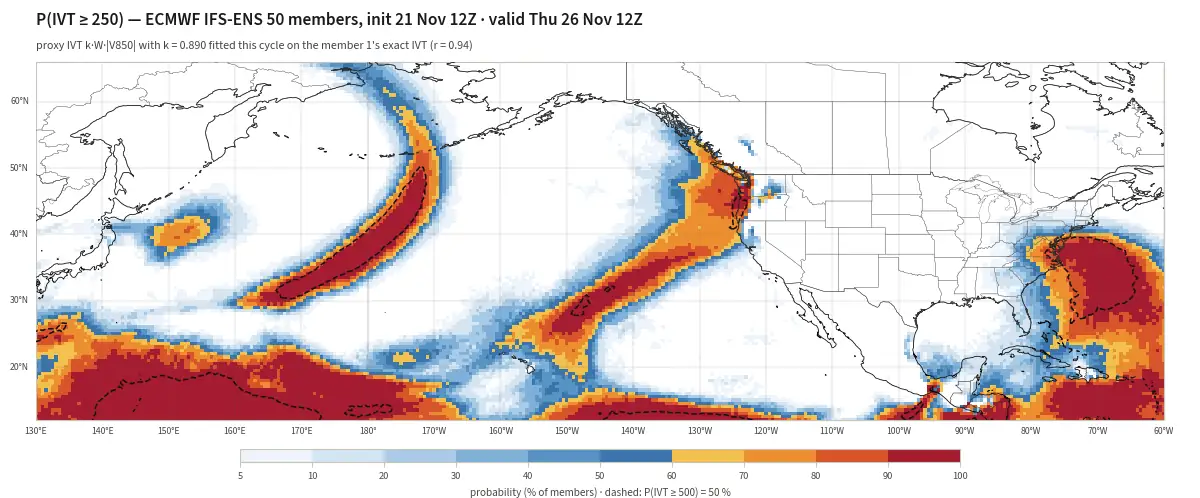 P(IVT ≥ 250) — ECMWF IFS-ENS 50 members, init 21 Nov 12Z · valid Thu 26 Nov 12Z
proxy IVT k·W·|V850| with k = 0.890 fitted this cycle on the member 1's exact IVT (r = 0.94)
60°N
50°N
40°N
30°N
20°N
130°E 140°E 150°E 160°E 170°E 180° 170°W 160°W 150°W 140°W 130°W 120°W 110°W 100°W 90°W 80°W 70°W 60°W
5 10 20 30 40 50 60 70 80 90 100
probability (% of members) · dashed: P(IVT ≥ 500) = 50 %